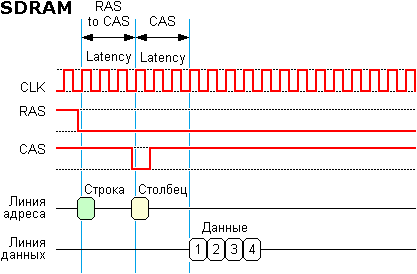 SDRAM
RAS
to CAS
CAS
Latency
Latency
CLK
RAS
CAS
Строка
Столбец
Линия
адреса
Данные
Линия
данных
1 2 3 4